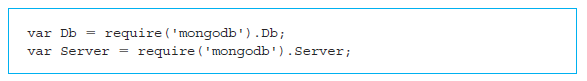 var Db = require('mongodb').Db;
var Server = require('mongodb').Server;